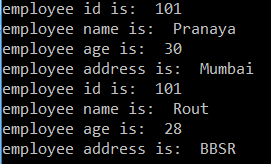 employee id is:  101
employee name is:  Pranaya
employee age is:  30
employee address is:  Mumbai
employee id is:  101
employee name is:  Rout
employee age is:  28
employee address is:  BBSR